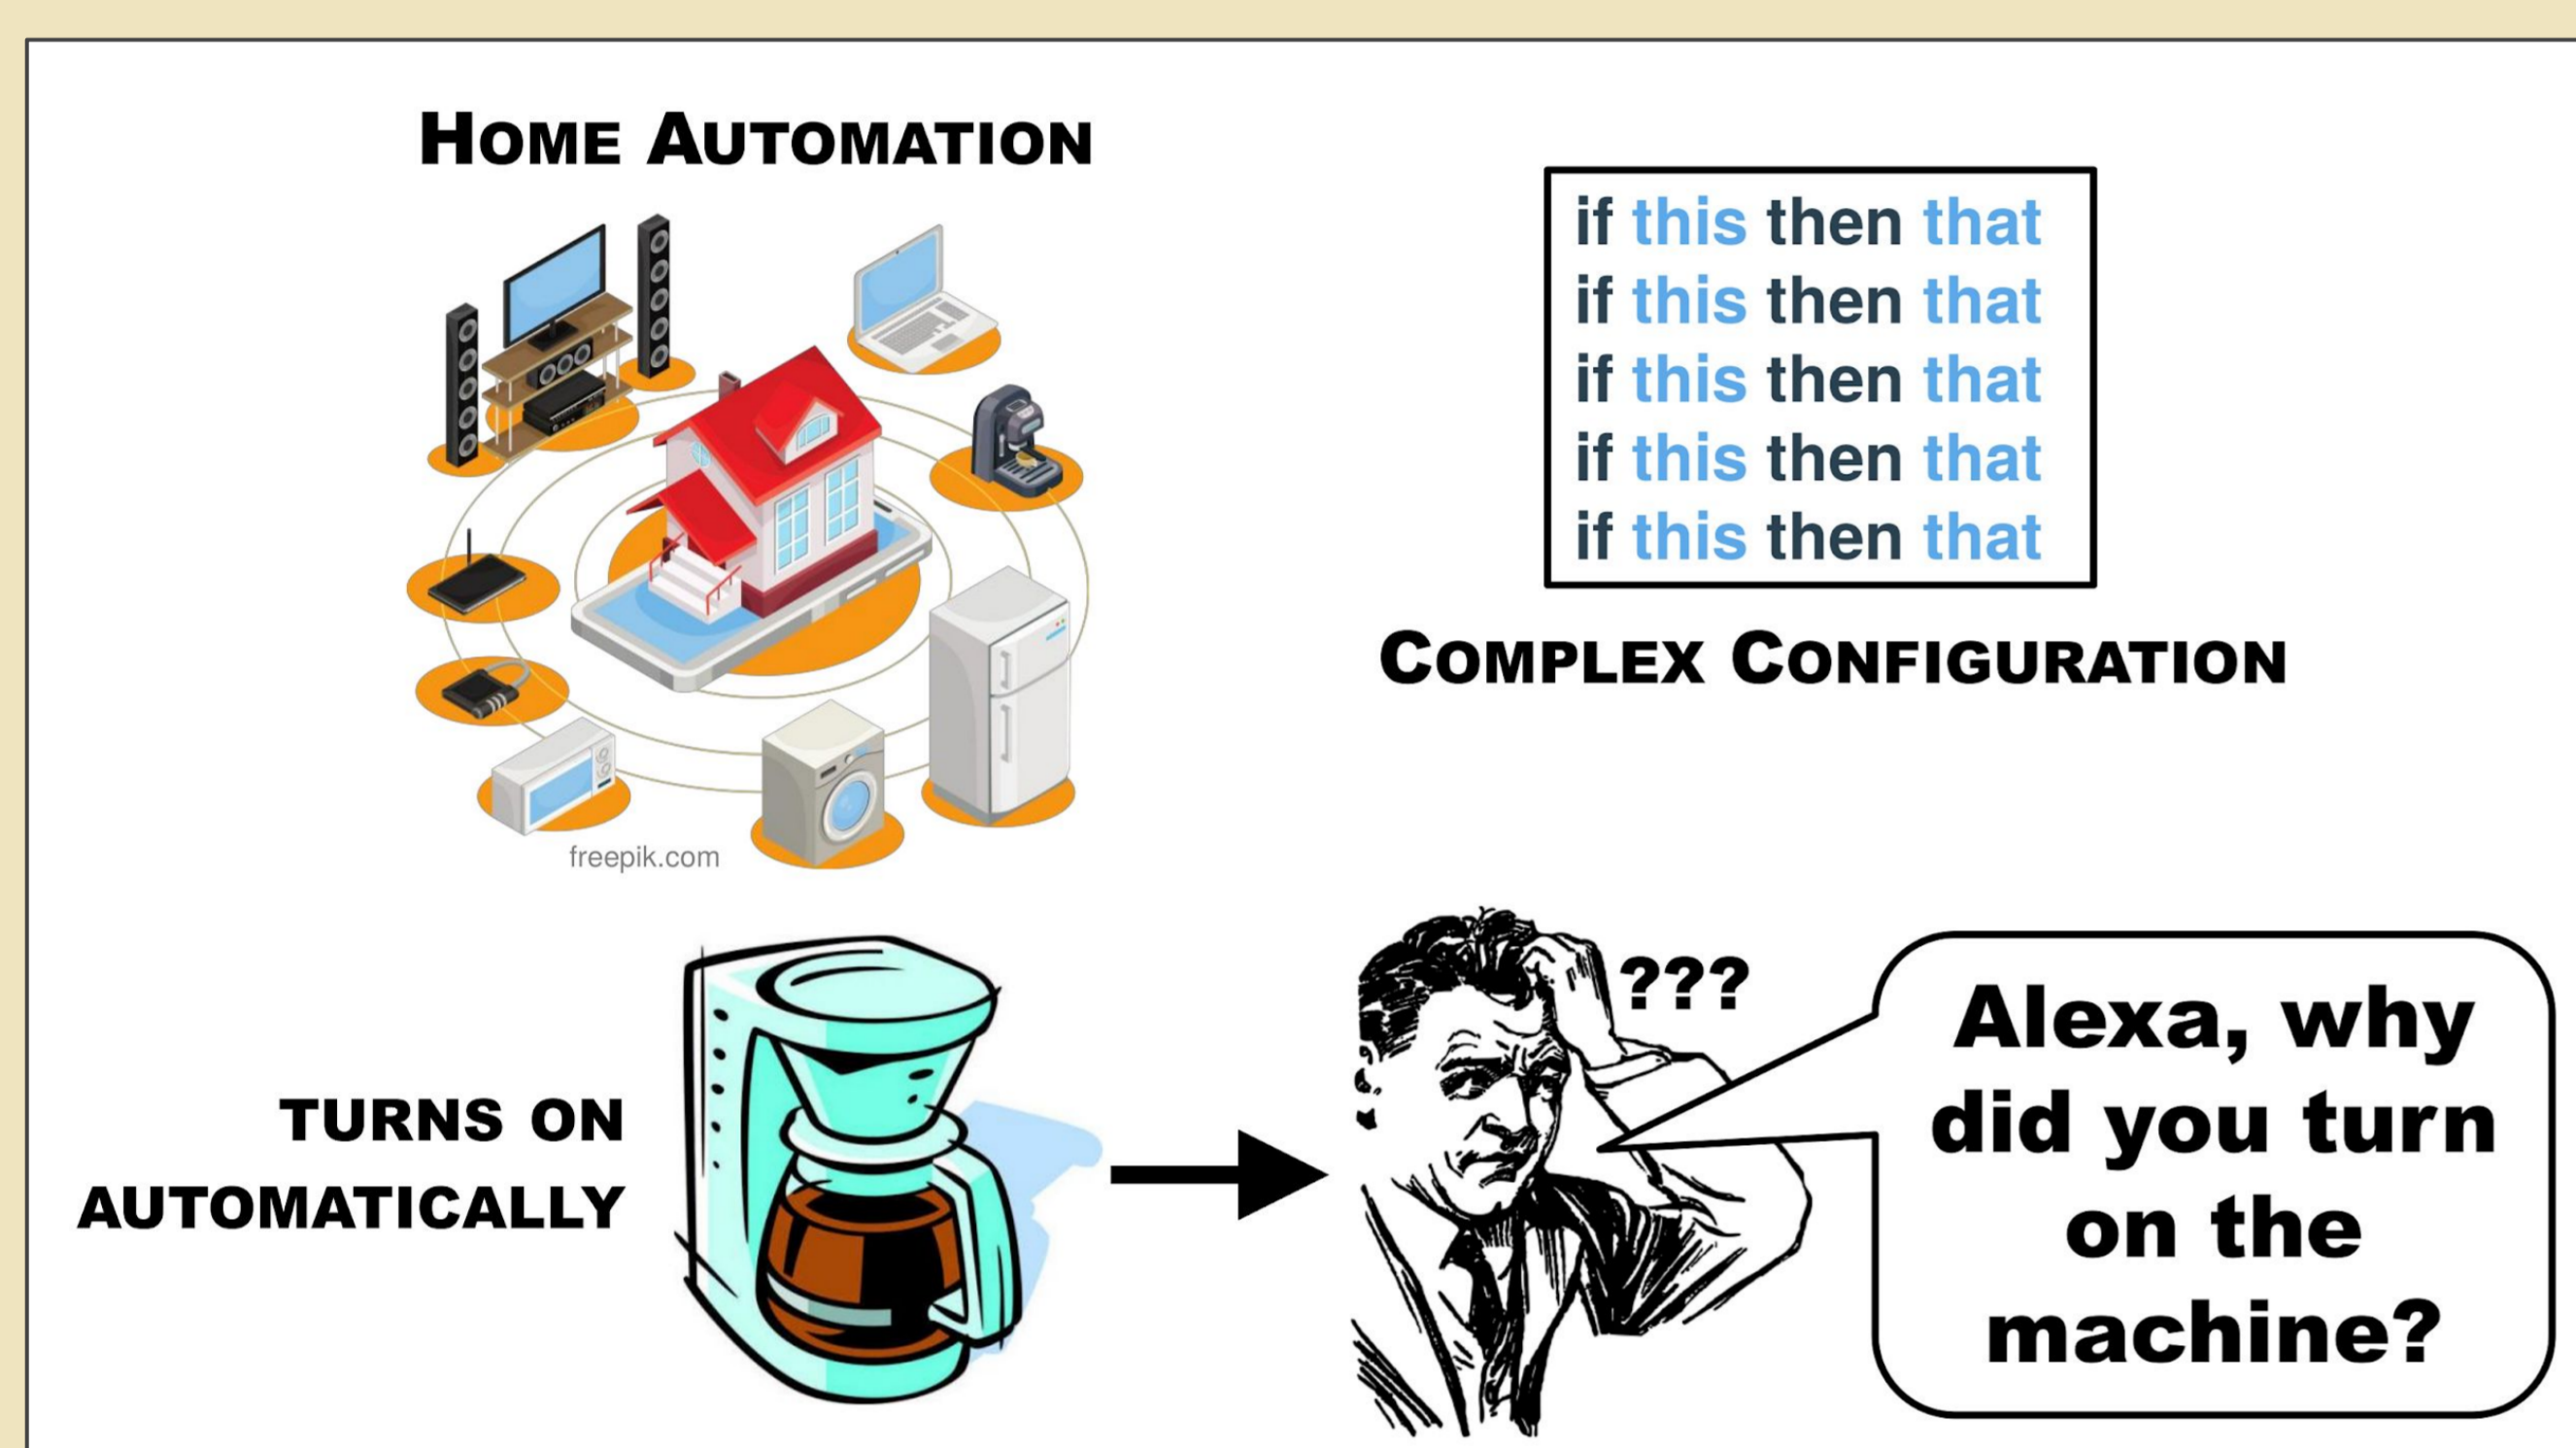 HOME AUTOMATION
if this then that
if this then that
if this then that
if this then that
if this then that
COMPLEX CONFIGURATION
freepik.com
TURNS ON
AUTOMATICALLY
???
Alexa, why
did you turn
on the
machine?